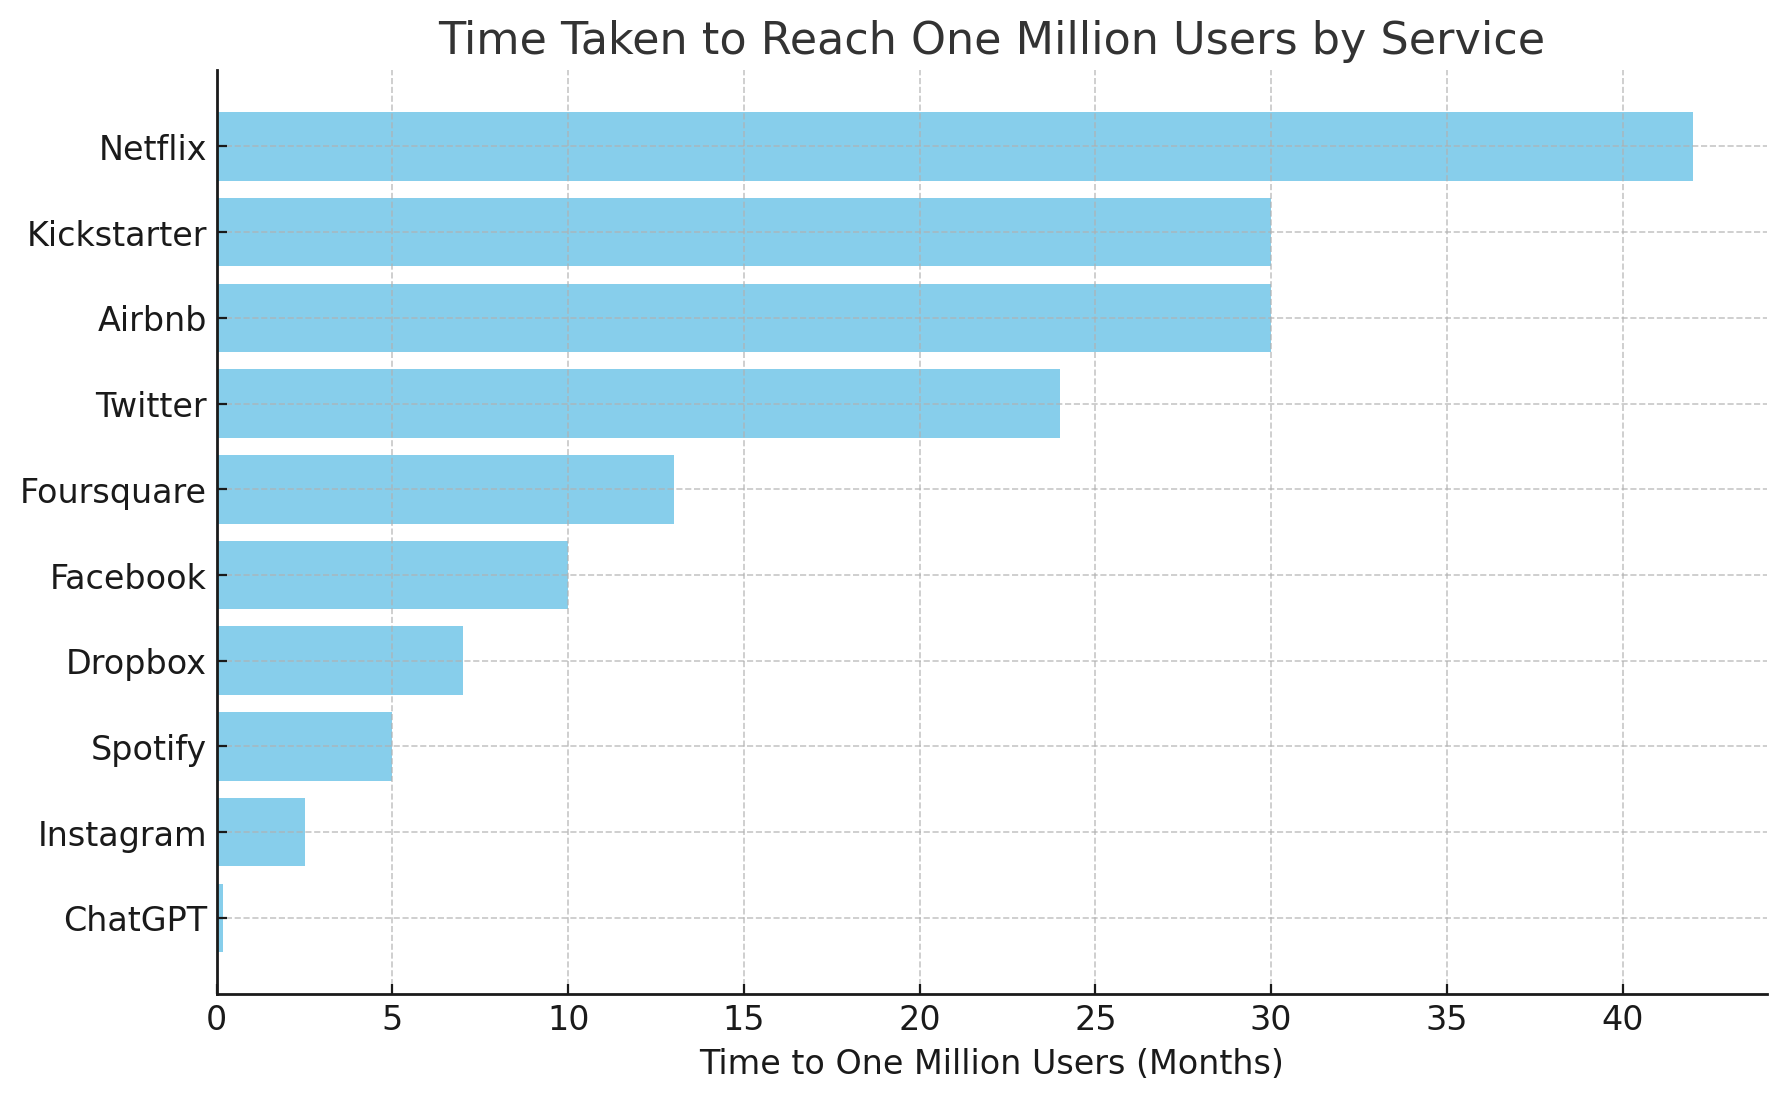 Time Taken to Reach One Million Users by Service
Netflix
Kickstarter
Airbnb
Twitter
Foursquare
Facebook
Dropbox
Spotify
Instagram
ChatGPT
0 5 10 15 20 25 30 35 40
Time to One Million Users (Months)